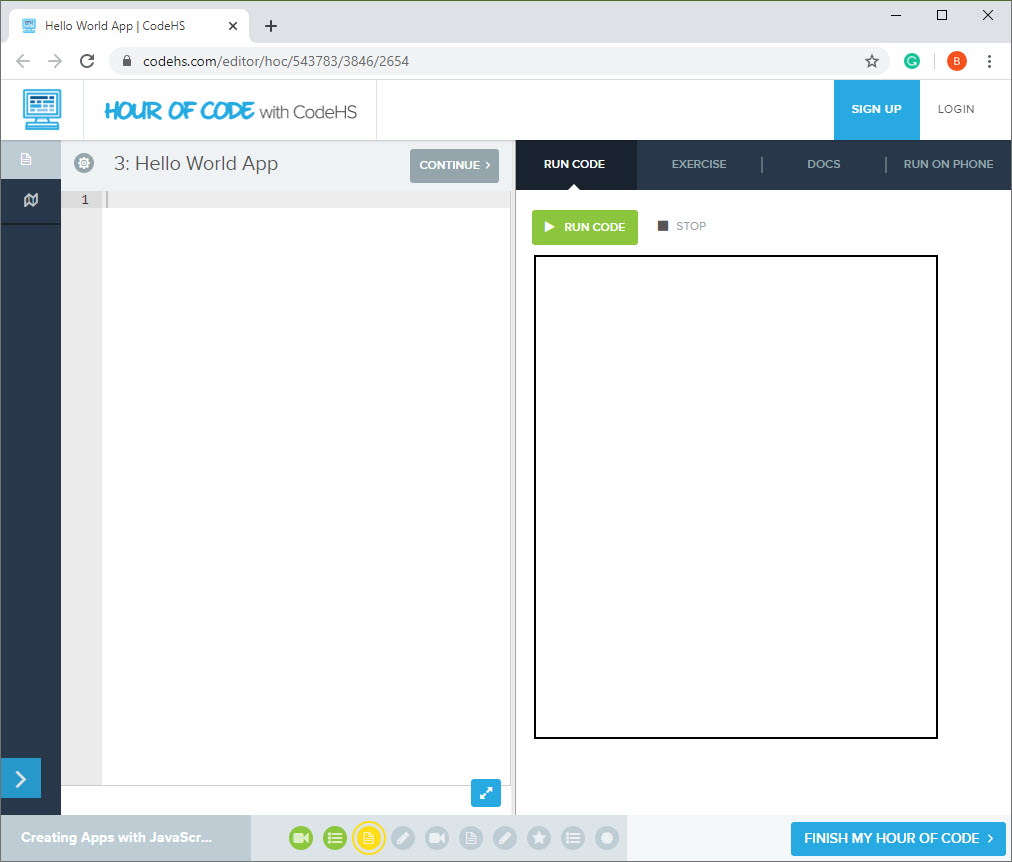 Hello World App | CodeHS
codehs.com/editor/hoc/543783/3846/2654
B
HOUR OF CODE with CodeHS
SIGN UP
LOGIN
3: Hello World App
CONTINUE >
RUN CODE
EXERCISE
DOCS
RUN ON PHONE
1
RUN CODE
STOP
Creating Apps with JavaScr...
FINISH MY HOUR OF CODE >